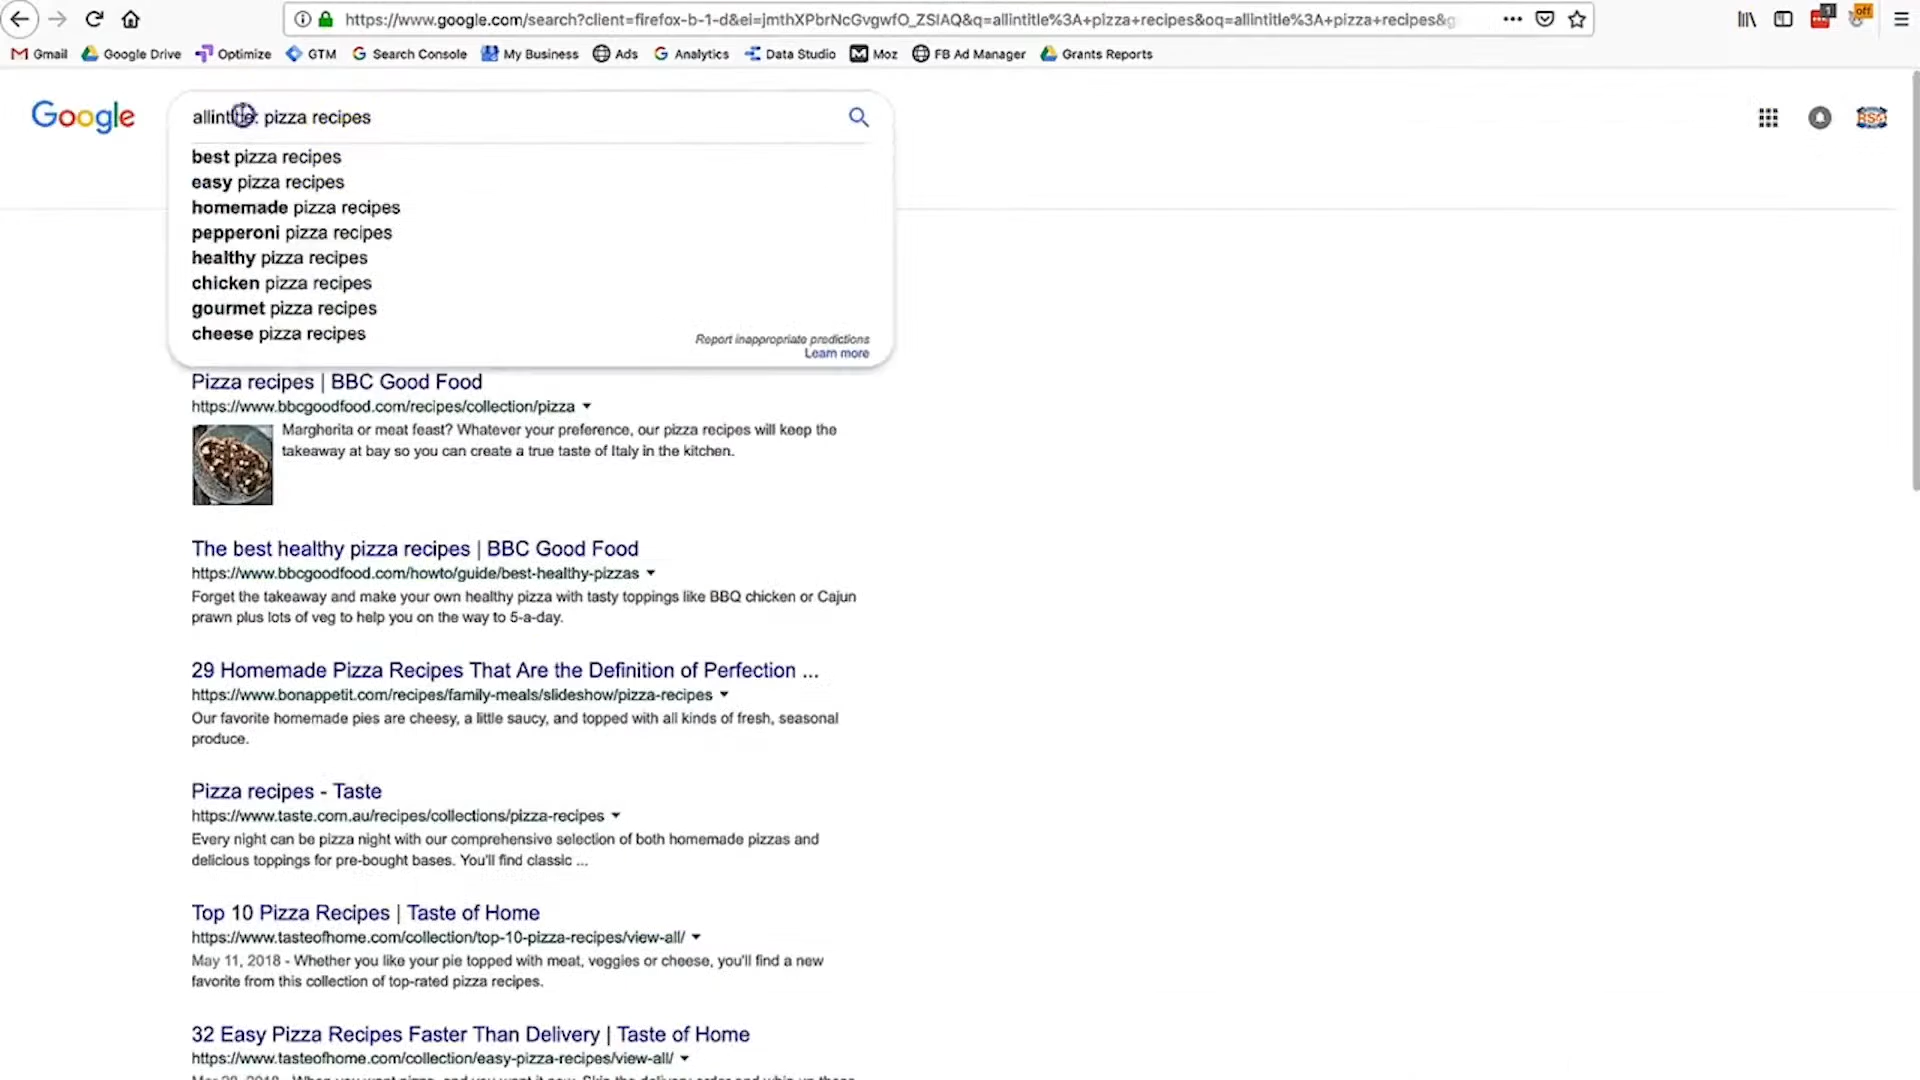 https://www.google.com/search?client=firefox-b-1-d&ei=jmthXPbrNcGvgwfO_ZSIAQ&q=allintitle%3A+pizza+recipes&oq=allintitle%3A+pizza+recipes&g
off
Gmail Google Drive Optimize GTM Search Console My Business Ads Analytics Data Studio Moz FB Ad Manager Grants Reports
Google
allintitle: pizza recipes
RSO
best pizza recipes
easy pizza recipes
homemade pizza recipes
pepperoni pizza recipes
healthy pizza recipes
chicken pizza recipes
gourmet pizza recipes
cheese pizza recipes
Report inappropriate predictions
Learn more
Pizza recipes | BBC Good Food
https://www.bbcgoodfood.com/recipes/collection/pizza
Margherita or meat feast? Whatever your preference, our pizza recipes will keep the
takeaway at bay so you can create a true taste of Italy in the kitchen.
The best healthy pizza recipes | BBC Good Food
https://www.bbcgoodfood.com/howto/guide/best-healthy-pizzas
Forget the takeaway and make your own healthy pizza with tasty toppings like BBQ chicken or Cajun
prawn plus lots of veg to help you on the way to 5-a-day.
29 Homemade Pizza Recipes That Are the Definition of Perfection ...
https://www.bonappetit.com/recipes/family-meals/slideshow/pizza-recipes
Our favorite homemade pies are cheesy, a little saucy, and topped with all kinds of fresh, seasonal
produce.
Pizza recipes - Taste
https://www.taste.com.au/recipes/collections/pizza-recipes
Every night can be pizza night with our comprehensive selection of both homemade pizzas and
delicious toppings for pre-bought bases. You'll find classic ...
Top 10 Pizza Recipes | Taste of Home
https://www.tasteofhome.com/collection/top-10-pizza-recipes/view-all/
May 11, 2018 - Whether you like your pie topped with meat, veggies or cheese, you'll find a new
favorite from this collection of top-rated pizza recipes.
32 Easy Pizza Recipes Faster Than Delivery | Taste of Home
https://www.tasteofhome.com/collection/easy-pizza-recipes/view-all/